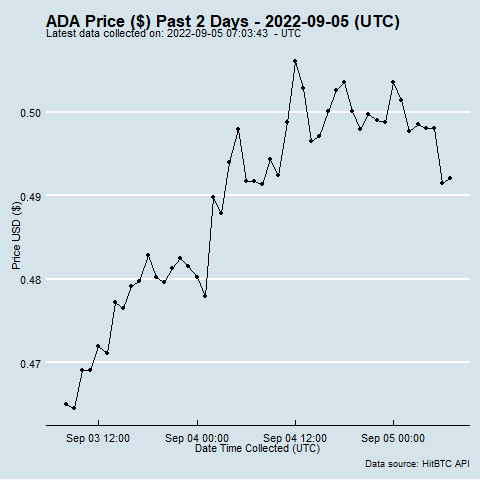 ADA Price ($) Past 2 Days - 2022-09-05 (UTC)
Latest data collected on: 2022-09-05 07:03:43 - UTC
Price USD ($)
0.50
0.49
0.48
0.47
Sep 03 12:00
Sep 04 00:00
Sep 04 12:00
Sep 05 00:00
Date Time Collected (UTC)
Data source: HitBTC API